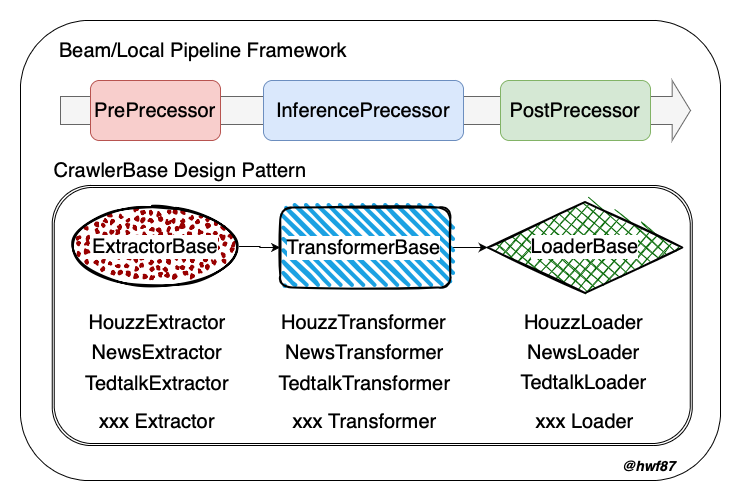 Beam/Local Pipeline Framework
PrePrecessor
InferencePrecessor
PostPrecessor
CrawlerBase Design Pattern
ExtractorBase
TransformerBase
LoaderBase
HouzzExtractor
HouzzTransformer
HouzzLoader
NewsExtractor
NewsTransformer
NewsLoader
TedtalkExtractor
TedtalkTransformer
TedtalkLoader
xxx Extractor
xxx Transformer
xxx Loader
@hwf87